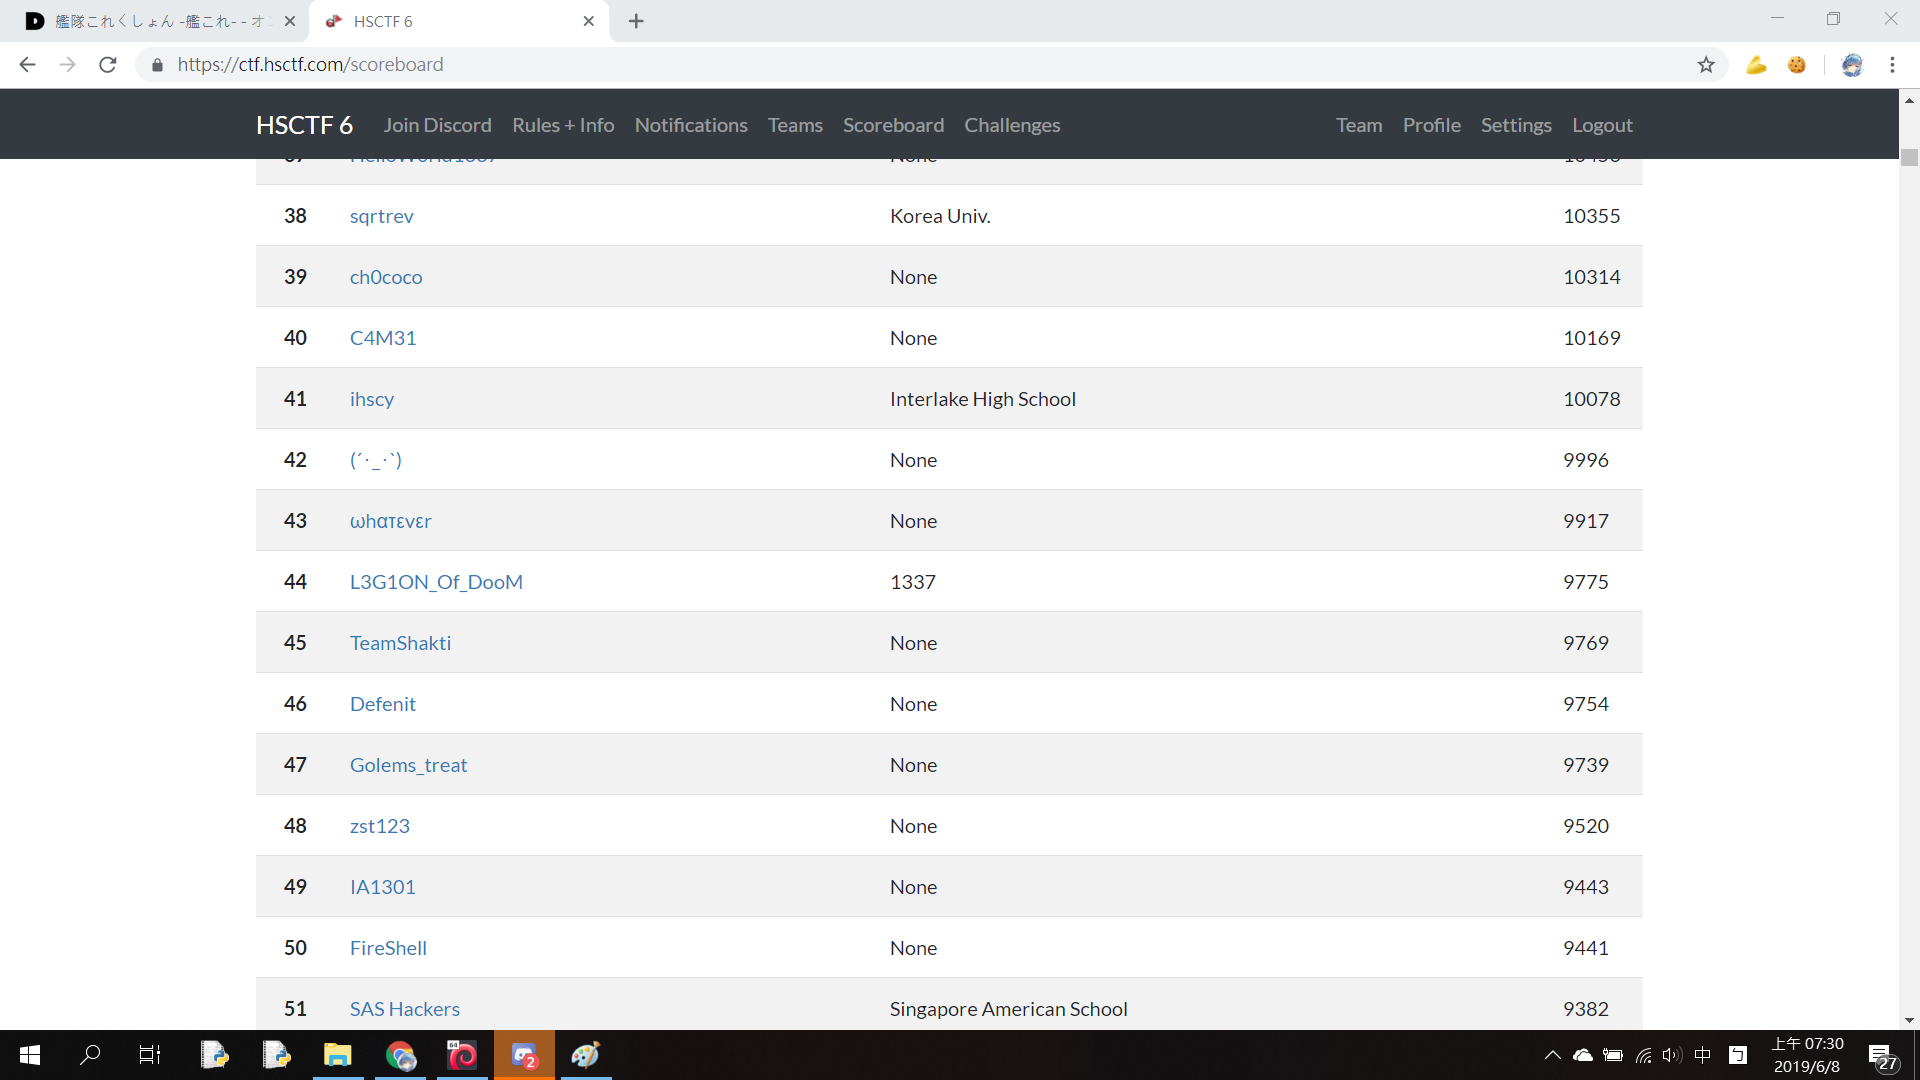 艦隊これくしょん -艦これ- - オン
HSCTF 6
https://ctf.hsctf.com/scoreboard
HSCTF 6 Join Discord Rules + Info Notifications Teams Scoreboard Challenges Team Profile Settings Logout
38 sqrtrev Korea Univ. 10355
39 ch0coco None 10314
40 C4M31 None 10169
41 ihscy Interlake High School 10078
42 (´･_･`) None 9996
43 ωhατεvεr None 9917
44 L3G1ON_Of_DooM 1337 9775
45 TeamShakti None 9769
46 Defenit None 9754
47 Golems_treat None 9739
48 zst123 None 9520
49 IA1301 None 9443
50 FireShell None 9441
51 SAS Hackers Singapore American School 9382
64
2
中
ㄅ
上午 07:30
2019/6/8
27